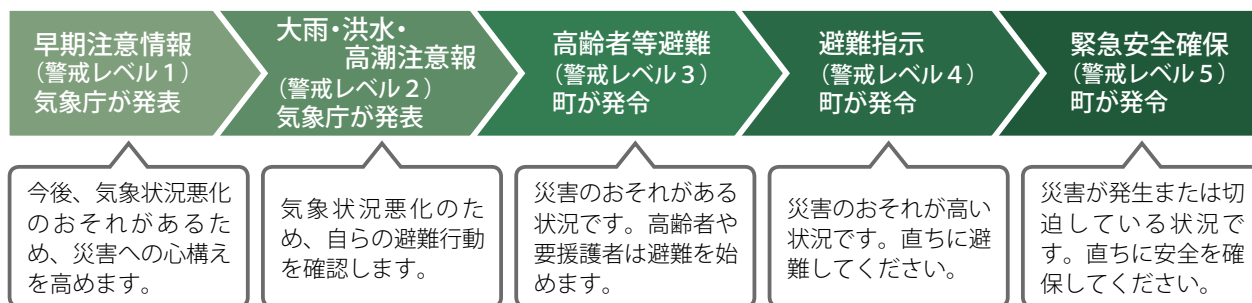 早期注意情報
（警戒レベル１）
気象庁が発表
大雨・洪水・
高潮注意報
（警戒レベル２）
気象庁が発表
高齢者等避難
（警戒レベル３）
町が発令
避難指示
（警戒レベル４）
町が発令
緊急安全確保
（警戒レベル５）
町が発令
今後、気象状況悪化
のおそれがあるた
め、災害への心構え
を高めます。
気象状況悪化のた
め、自らの避難行動
を確認します。
災害のおそれがある
状況です。高齢者や
要援護者は避難を始
めます。
災害のおそれが高い
状況です。直ちに避
難してください。
災害が発生または切
迫している状況で
す。直ちに安全を確
保してください。